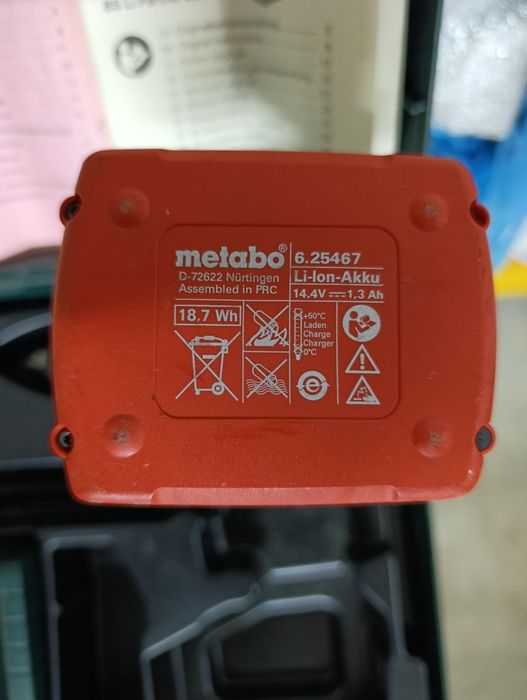 metabo®
D-72622 Nürtingen
Assembled in PRC
6.25467
Li-Ion-Akku
14.4V 1.3 Ah
18.7 Wh
+50°C
Laden
Charge
Charger
0°C